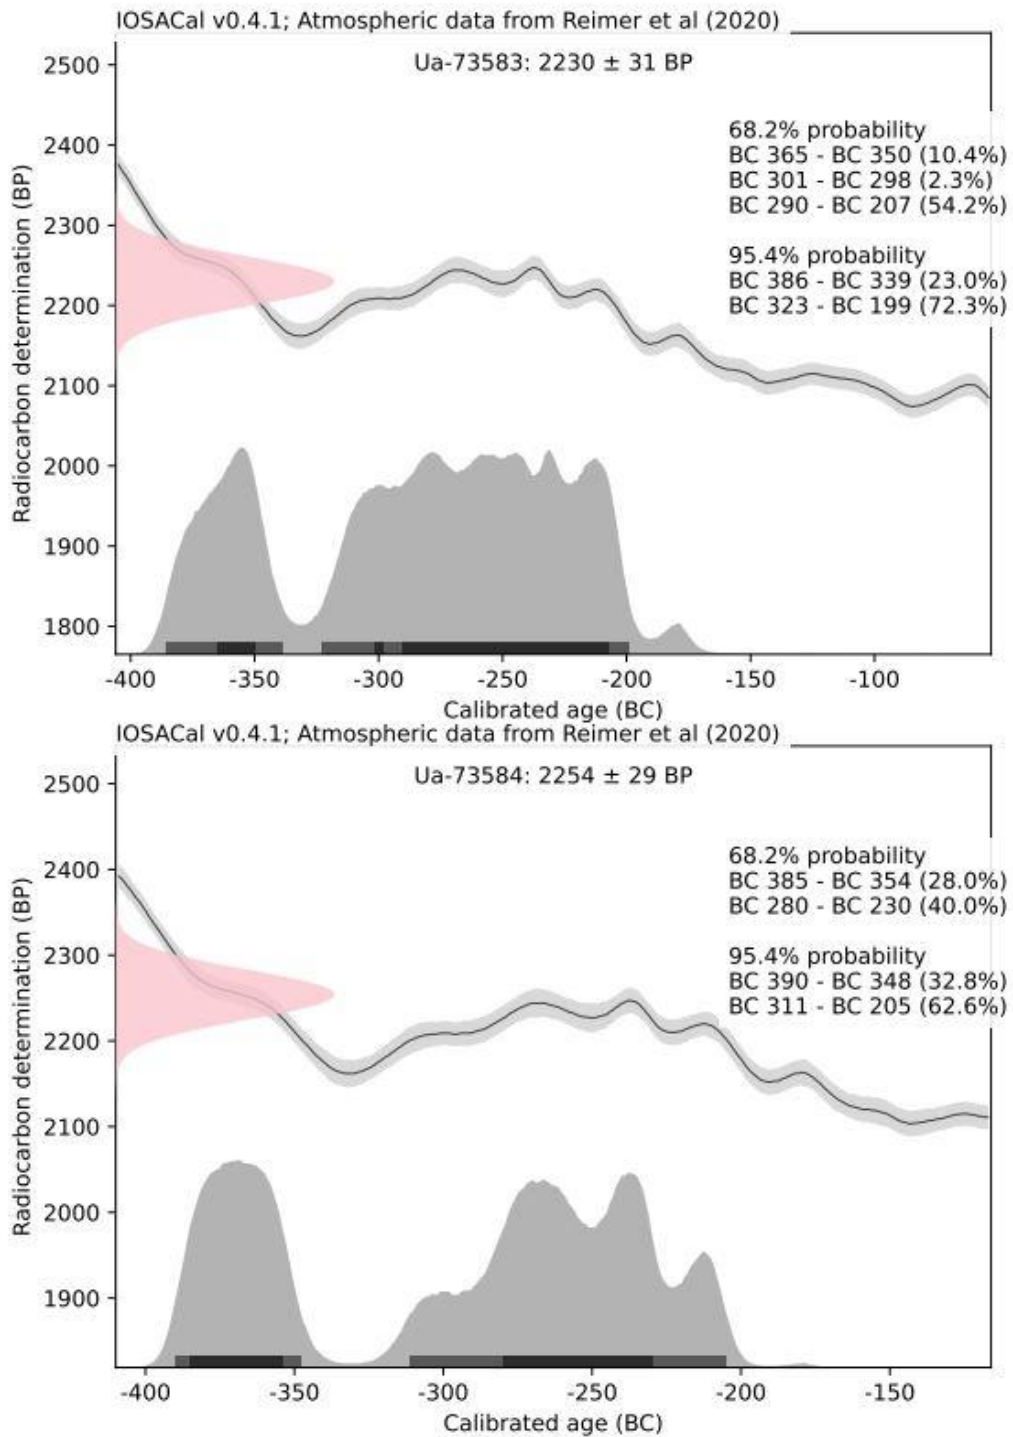 IOSACal v0.4.1; Atmospheric data from Reimer et al (2020)
Ua-73583: 2230 ± 31 BP
68.2% probability
BC 365 - BC 350 (10.4%)
BC 301 - BC 298 (2.3%)
BC 290 - BC 207 (54.2%)
95.4% probability
BC 386 - BC 339 (23.0%)
BC 323 - BC 199 (72.3%)
Radiocarbon determination (BP)
2500
2400
2300
2200
2100
2000
1900
1800
-400 -350 -300 -250 -200 -150 -100
Calibrated age (BC)
IOSACal v0.4.1; Atmospheric data from Reimer et al (2020)
Ua-73584: 2254 ± 29 BP
68.2% probability
BC 385 - BC 354 (28.0%)
BC 280 - BC 230 (40.0%)
95.4% probability
BC 390 - BC 348 (32.8%)
BC 311 - BC 205 (62.6%)
Radiocarbon determination (BP)
2500
2400
2300
2200
2100
2000
1900
-400 -350 -300 -250 -200 -150
Calibrated age (BC)